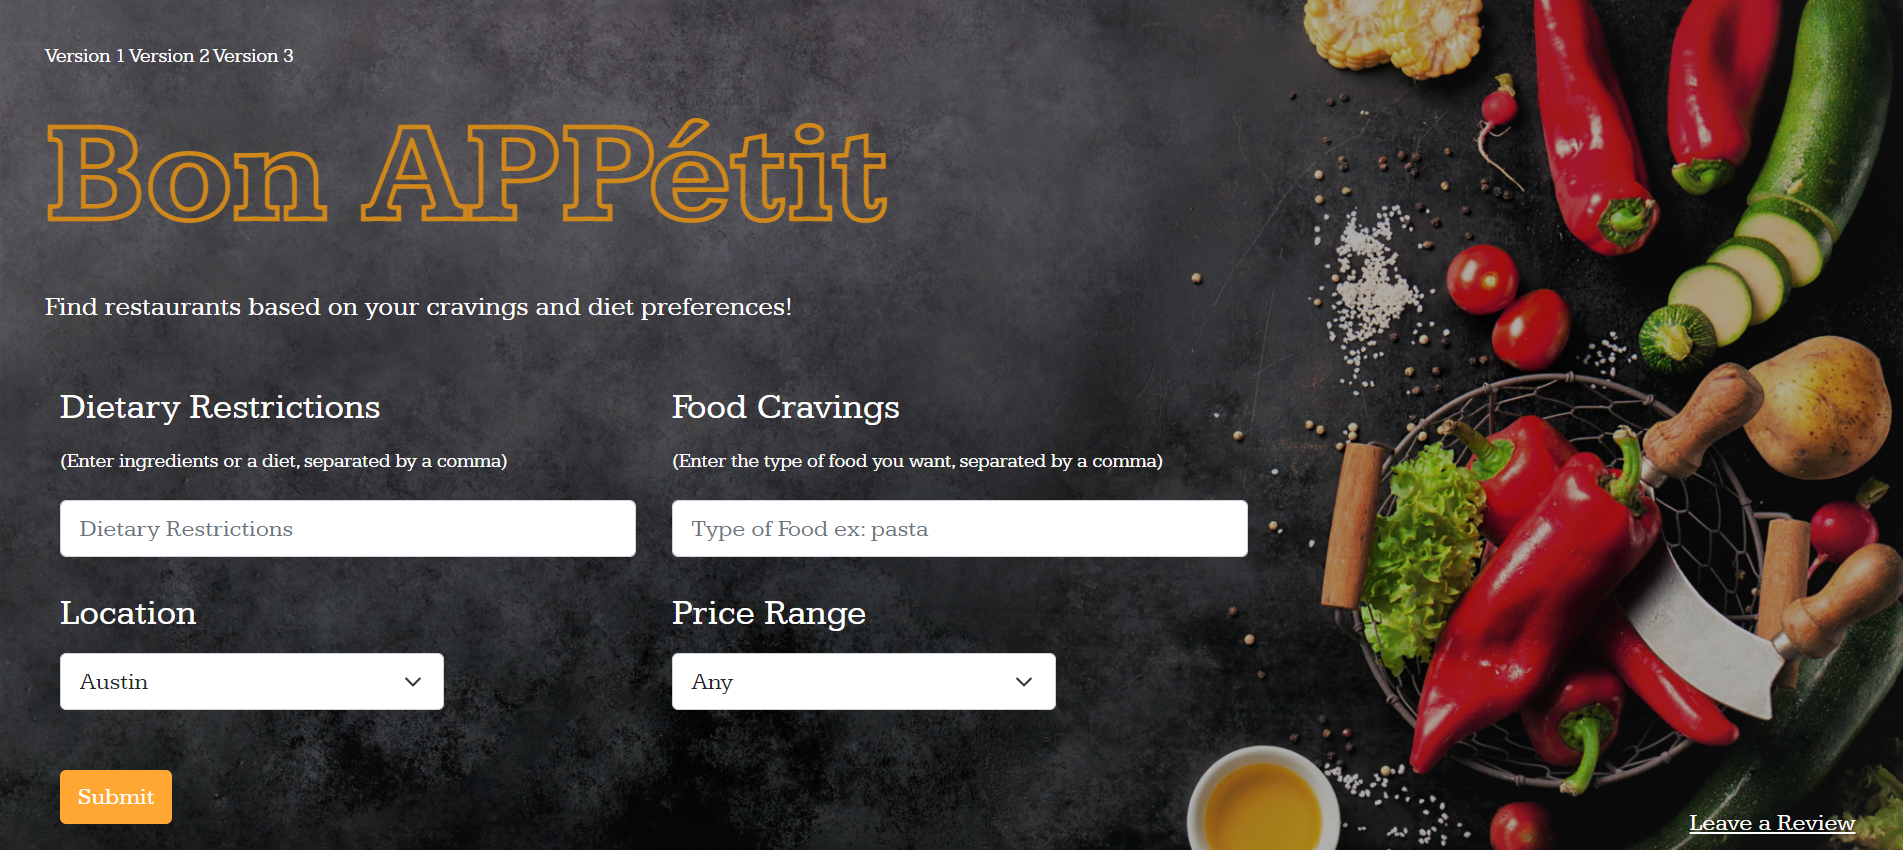 Version 1 Version 2 Version 3
Bon APPétit
Find restaurants based on your cravings and diet preferences!
Dietary Restrictions
(Enter ingredients or a diet, separated by a comma)
Dietary Restrictions
Food Cravings
(Enter the type of food you want, separated by a comma)
Type of Food ex: pasta
Location
Austin
Price Range
Any
Submit
Leave a Review